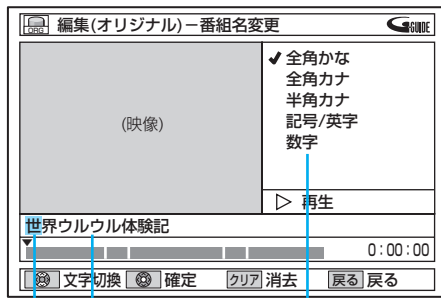 ORG 編集(オリジナル)－番組名変更 GGUIDE
(映像)
✔全角かな
全角カナ
半角カナ
記号/英字
数字
▷ 再生
世界ウルウル体験記
0:00:00
文字切換 確定 クリア 消去 戻る 戻る